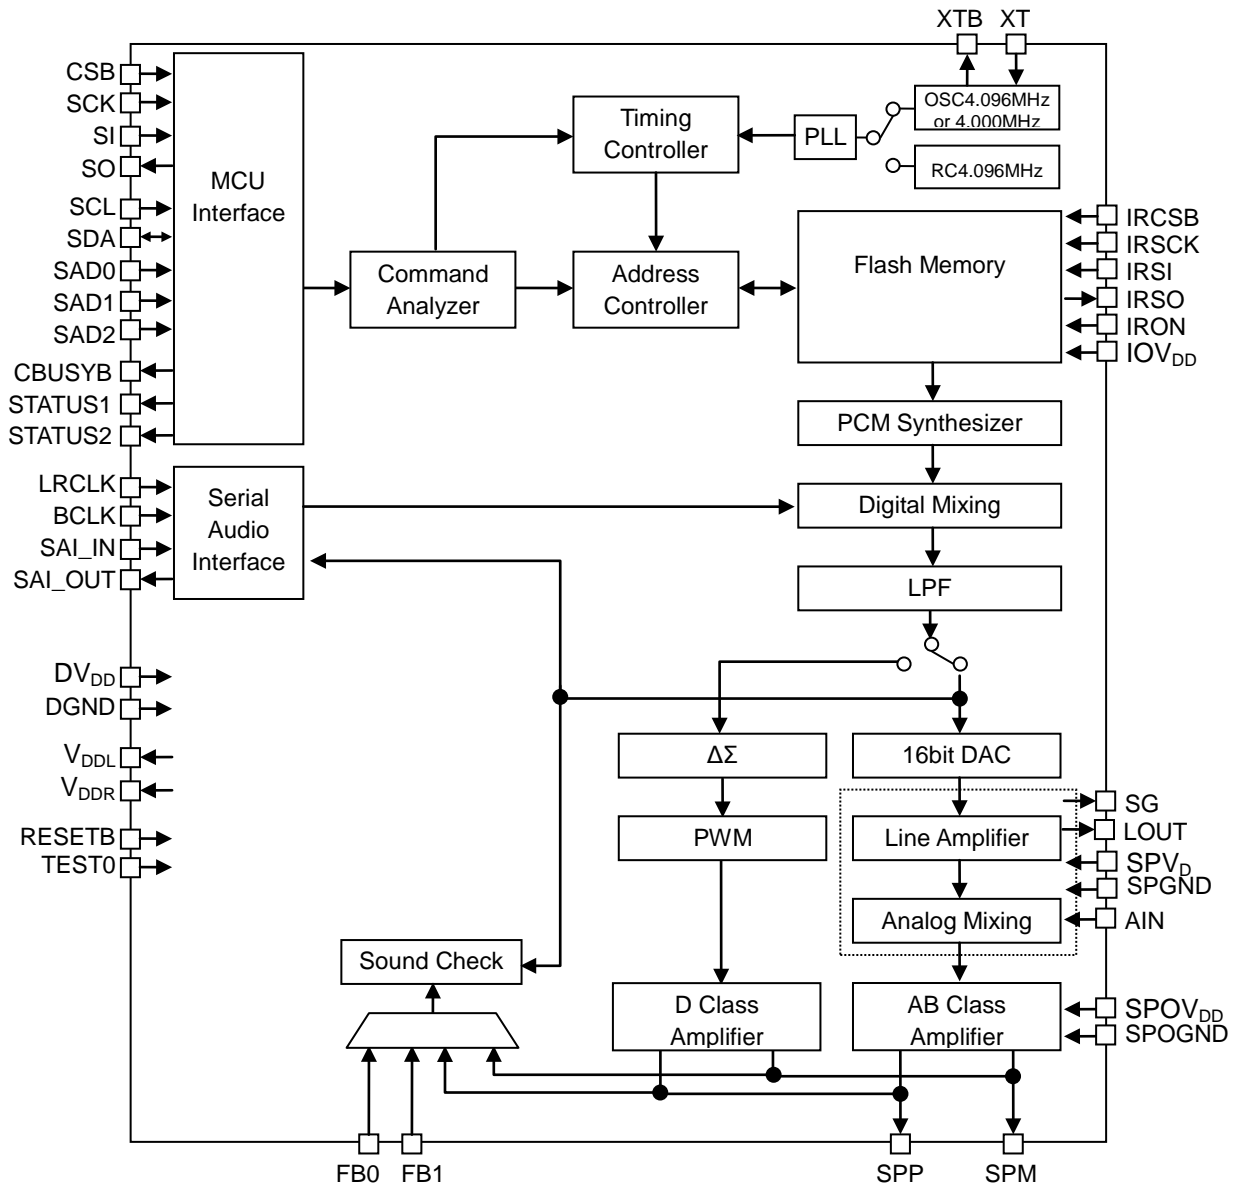 XTB XT
CSB
SCK
SI
SO
SCL
SDA
SAD0
SAD1
SAD2
CBUSYB
STATUS1
STATUS2
MCU
Interface
Timing
Controller
PLL
OSC4.096MHz
or 4.000MHz
RC4.096MHz
Command
Analyzer
Address
Controller
Flash Memory
IRCSB
IRSCK
IRSI
IRSO
IRON
IOVDD
PCM Synthesizer
LRCLK
BCLK
SAI_IN
SAI_OUT
Serial
Audio
Interface
Digital Mixing
LPF
DVDD
DGND
VDDL
VDDR
RESETB
TEST0
ΔΣ
16bit DAC
PWM
Line Amplifier
Analog Mixing
SG
LOUT
SPVD
SPGND
AIN
Sound Check
D Class
Amplifier
AB Class
Amplifier
SPOVDD
SPOGND
FB0 FB1
SPP SPM